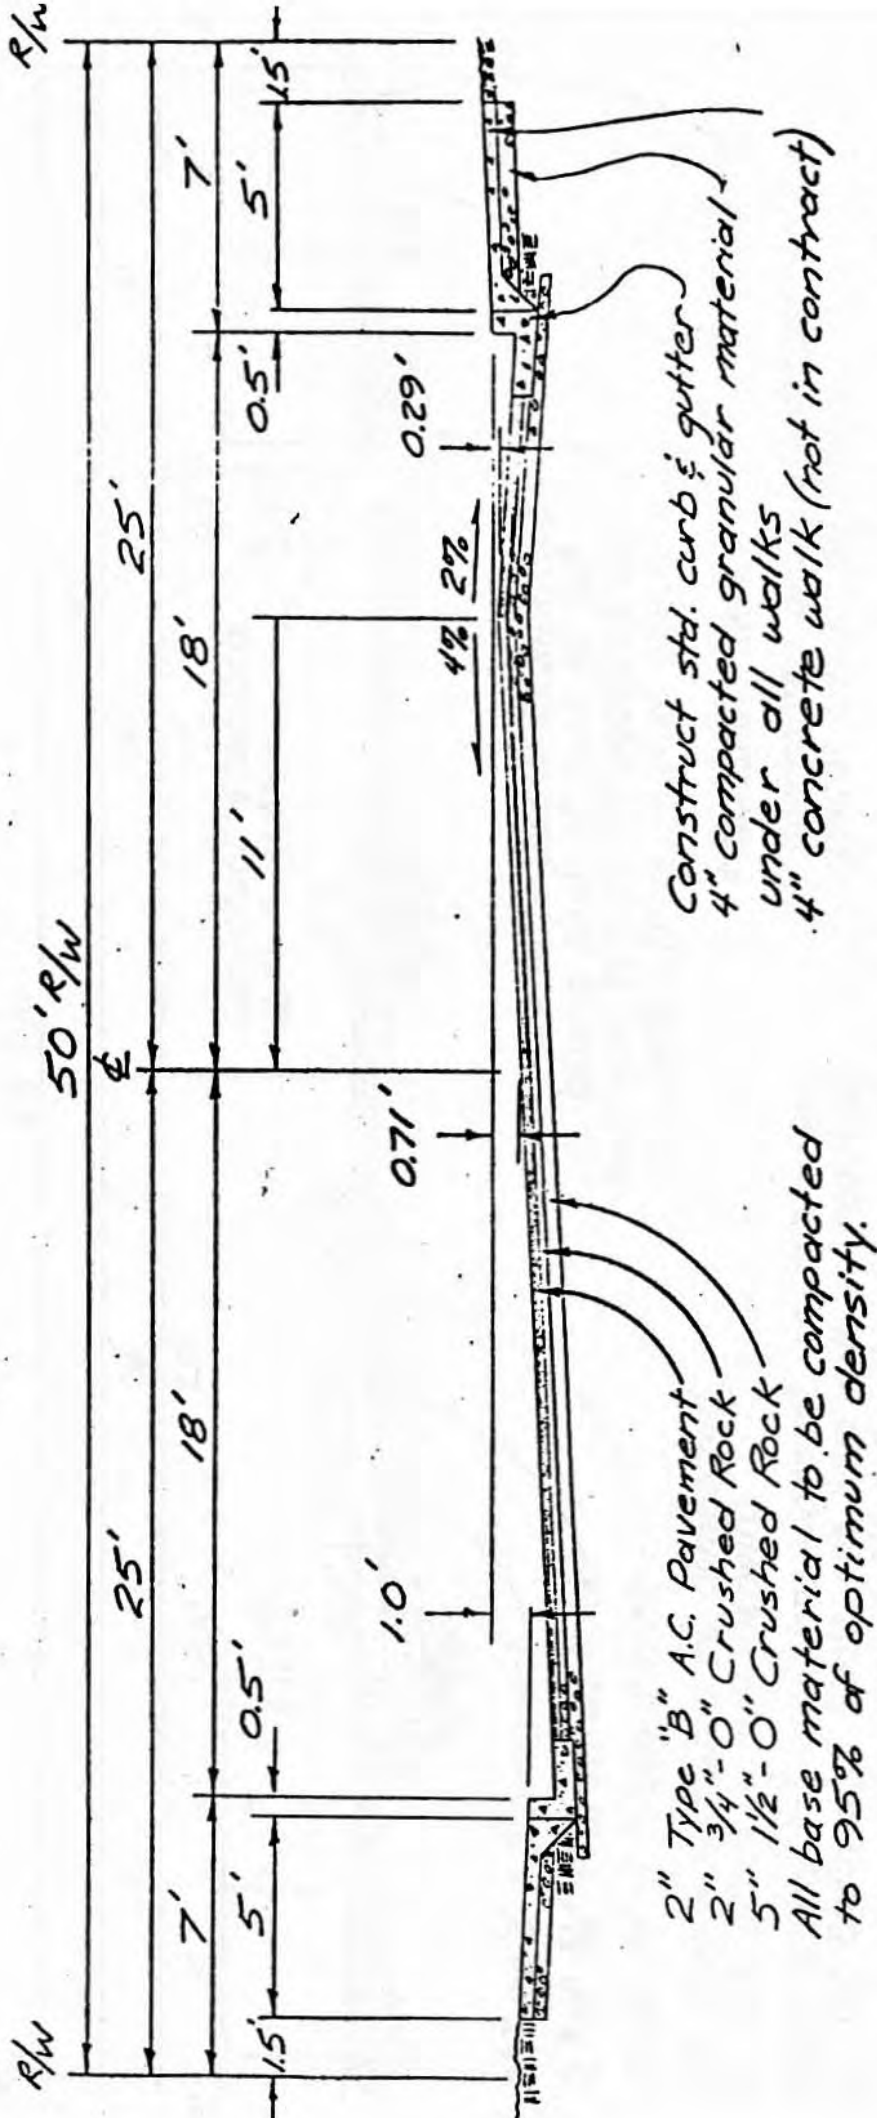 50' R/W
R/W
R/W
℄
25'
25'
7'
18'
18'
7'
1.5'
5'
0.5'
11'
0.5'
5'
1.5'
1.0'
0.71'
4%
2%
0.29'
2" Type "B" A.C. Pavement
2" 3/4"-0" Crushed Rock
5" 1 1/2"-0" Crushed Rock
All base material to be compacted
to 95% of optimum density.
Construct std. curb & gutter
4" compacted granular material
under all walks
4" concrete walk (not in contract)